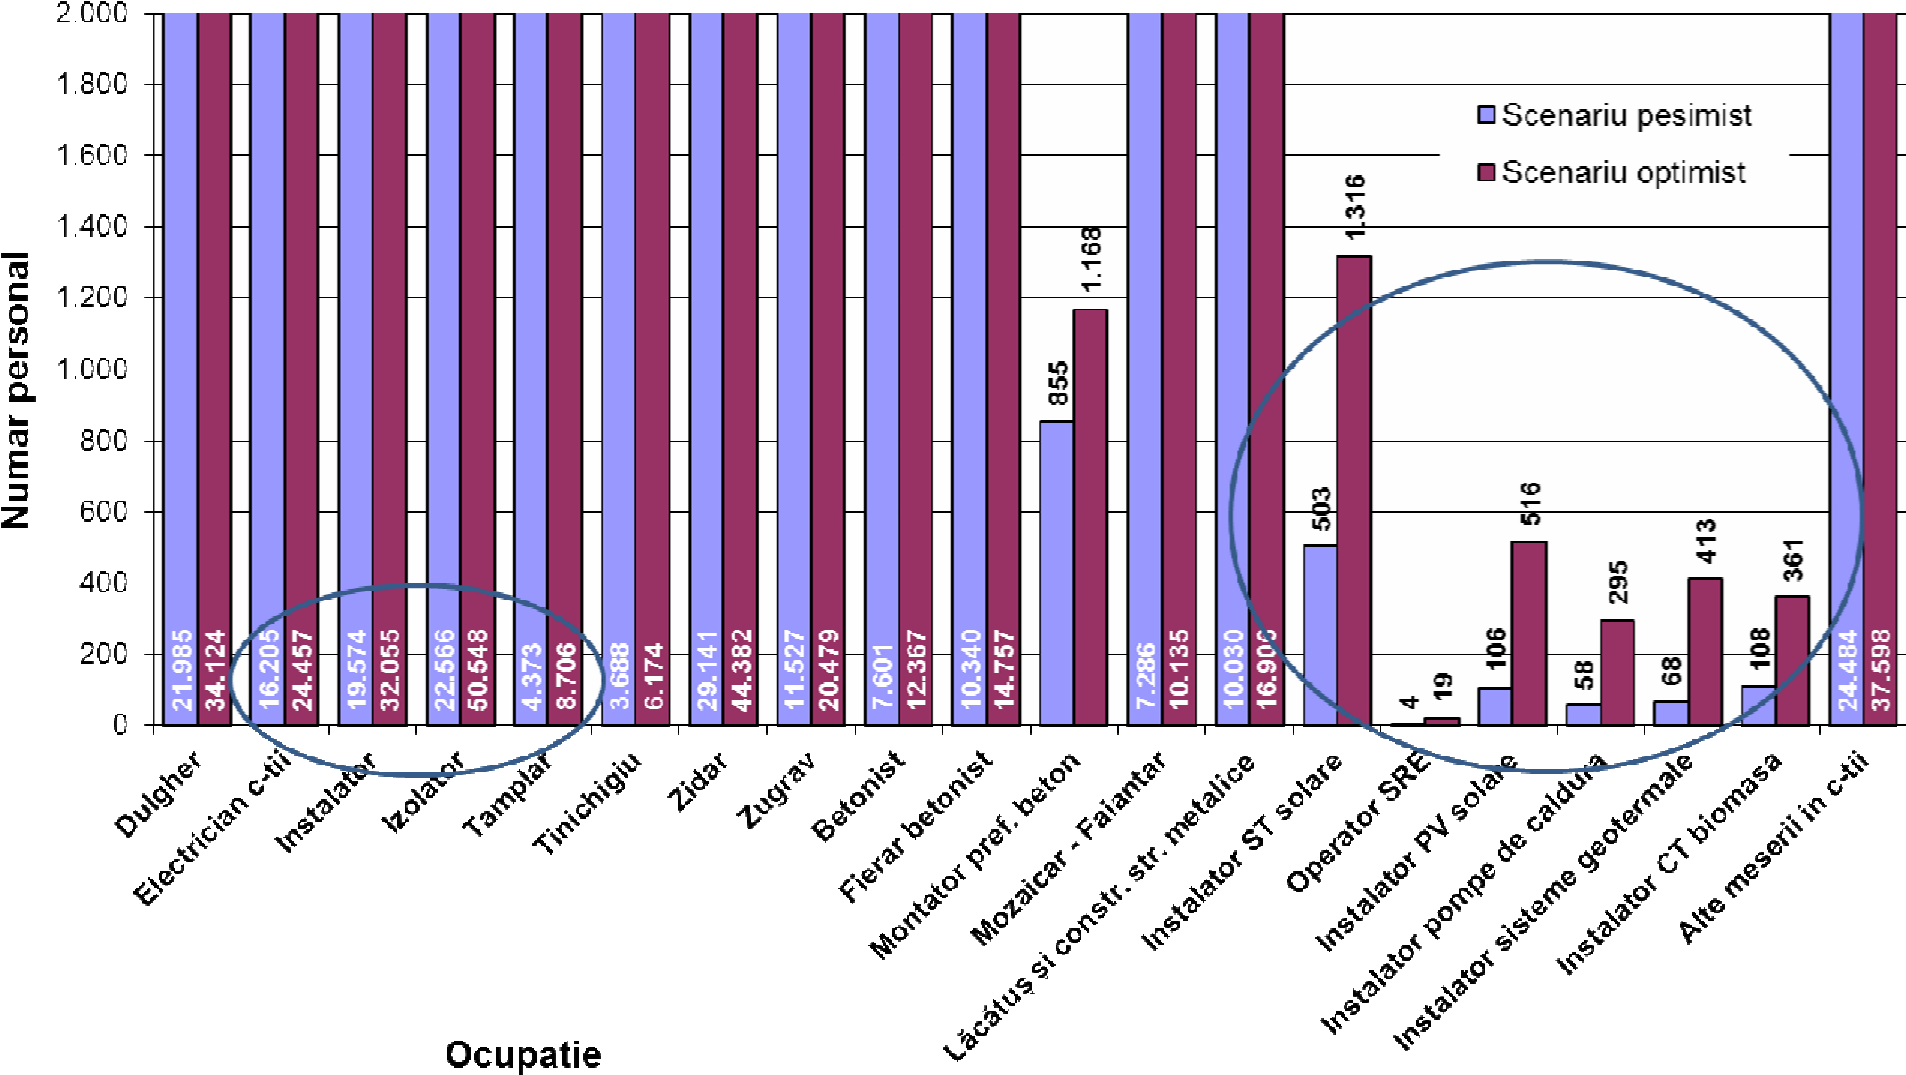 Numar personal
2.000
1.800
1.600
1.400
1.200
1.000
800
600
400
200
0
Scenariu pesimist
Scenariu optimist
21.985
34.124
16.205
24.457
19.574
32.055
22.566
50.548
4.373
8.706
3.688
6.174
29.141
44.382
11.527
20.479
7.601
12.367
10.340
14.757
855
1.168
7.286
10.135
10.030
16.906
503
1.316
4
19
106
516
58
295
68
413
108
361
24.484
37.598
Dulgher
Electrician c-tii
Instalator
Izolator
Tamplar
Tinichigiu
Zidar
Zugrav
Betonist
Fierar betonist
Montator pref. beton
Mozaicar - Faiantar
Lăcătuș și constr. str. metalice
Instalator ST solare
Operator SRE
Instalator PV solare
Instalator pompe de caldura
Instalator sisteme geotermale
Instalator CT biomasa
Alte meserii in c-tii
Ocupatie